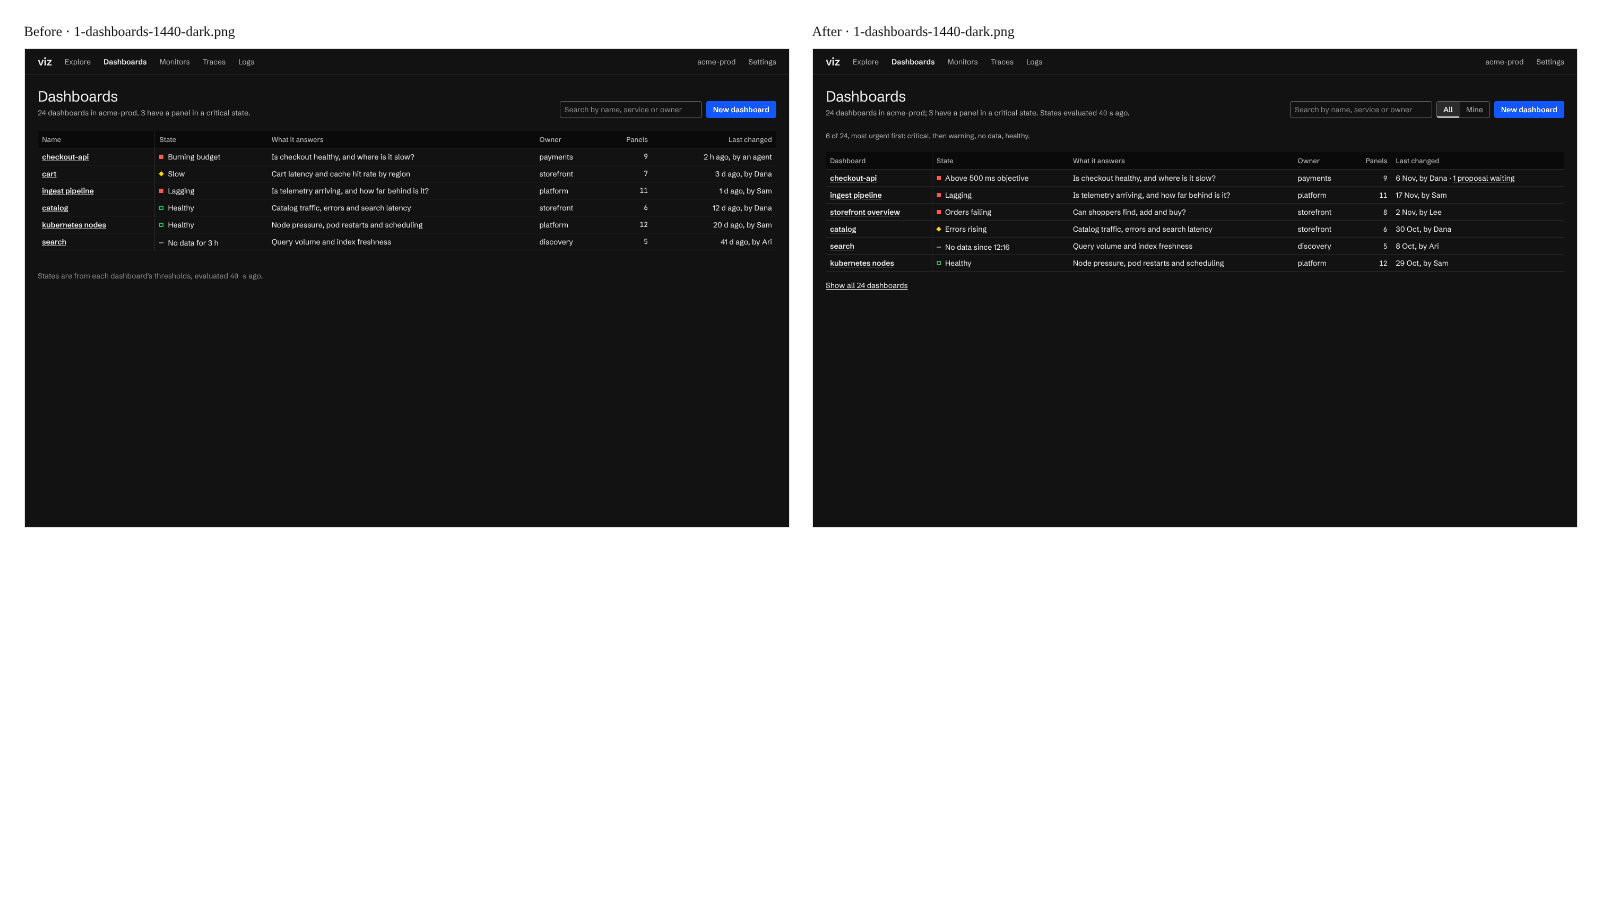 Before · 1-dashboards-1440-dark.png
viz Explore Dashboards Monitors Traces Logs acme-prod Settings
Dashboards
24 dashboards in acme-prod. 3 have a panel in a critical state.
Search by name, service or owner New dashboard
Name State What it answers Owner Panels Last changed
checkout-api Burning budget Is checkout healthy, and where is it slow? payments 9 2 h ago, by an agent
cart Slow Cart latency and cache hit rate by region storefront 7 3 d ago, by Dana
ingest pipeline Lagging Is telemetry arriving, and how far behind is it? platform 11 1 d ago, by Sam
catalog Healthy Catalog traffic, errors and search latency storefront 6 12 d ago, by Dana
kubernetes nodes Healthy Node pressure, pod restarts and scheduling platform 12 20 d ago, by Sam
search No data for 3 h Query volume and index freshness discovery 5 41 d ago, by Ari
States are from each dashboard's thresholds, evaluated 40 s ago.
After · 1-dashboards-1440-dark.png
viz Explore Dashboards Monitors Traces Logs acme-prod Settings
Dashboards
24 dashboards in acme-prod; 3 have a panel in a critical state. States evaluated 40 s ago.
Search by name, service or owner All Mine New dashboard
6 of 24, most urgent first: critical, then warning, no data, healthy.
Dashboard State What it answers Owner Panels Last changed
checkout-api Above 500 ms objective Is checkout healthy, and where is it slow? payments 9 6 Nov, by Dana · 1 proposal waiting
ingest pipeline Lagging Is telemetry arriving, and how far behind is it? platform 11 17 Nov, by Sam
storefront overview Orders falling Can shoppers find, add and buy? storefront 8 2 Nov, by Lee
catalog Errors rising Catalog traffic, errors and search latency storefront 6 30 Oct, by Dana
search No data since 12:16 Query volume and index freshness discovery 5 8 Oct, by Ari
kubernetes nodes Healthy Node pressure, pod restarts and scheduling platform 12 29 Oct, by Sam
Show all 24 dashboards